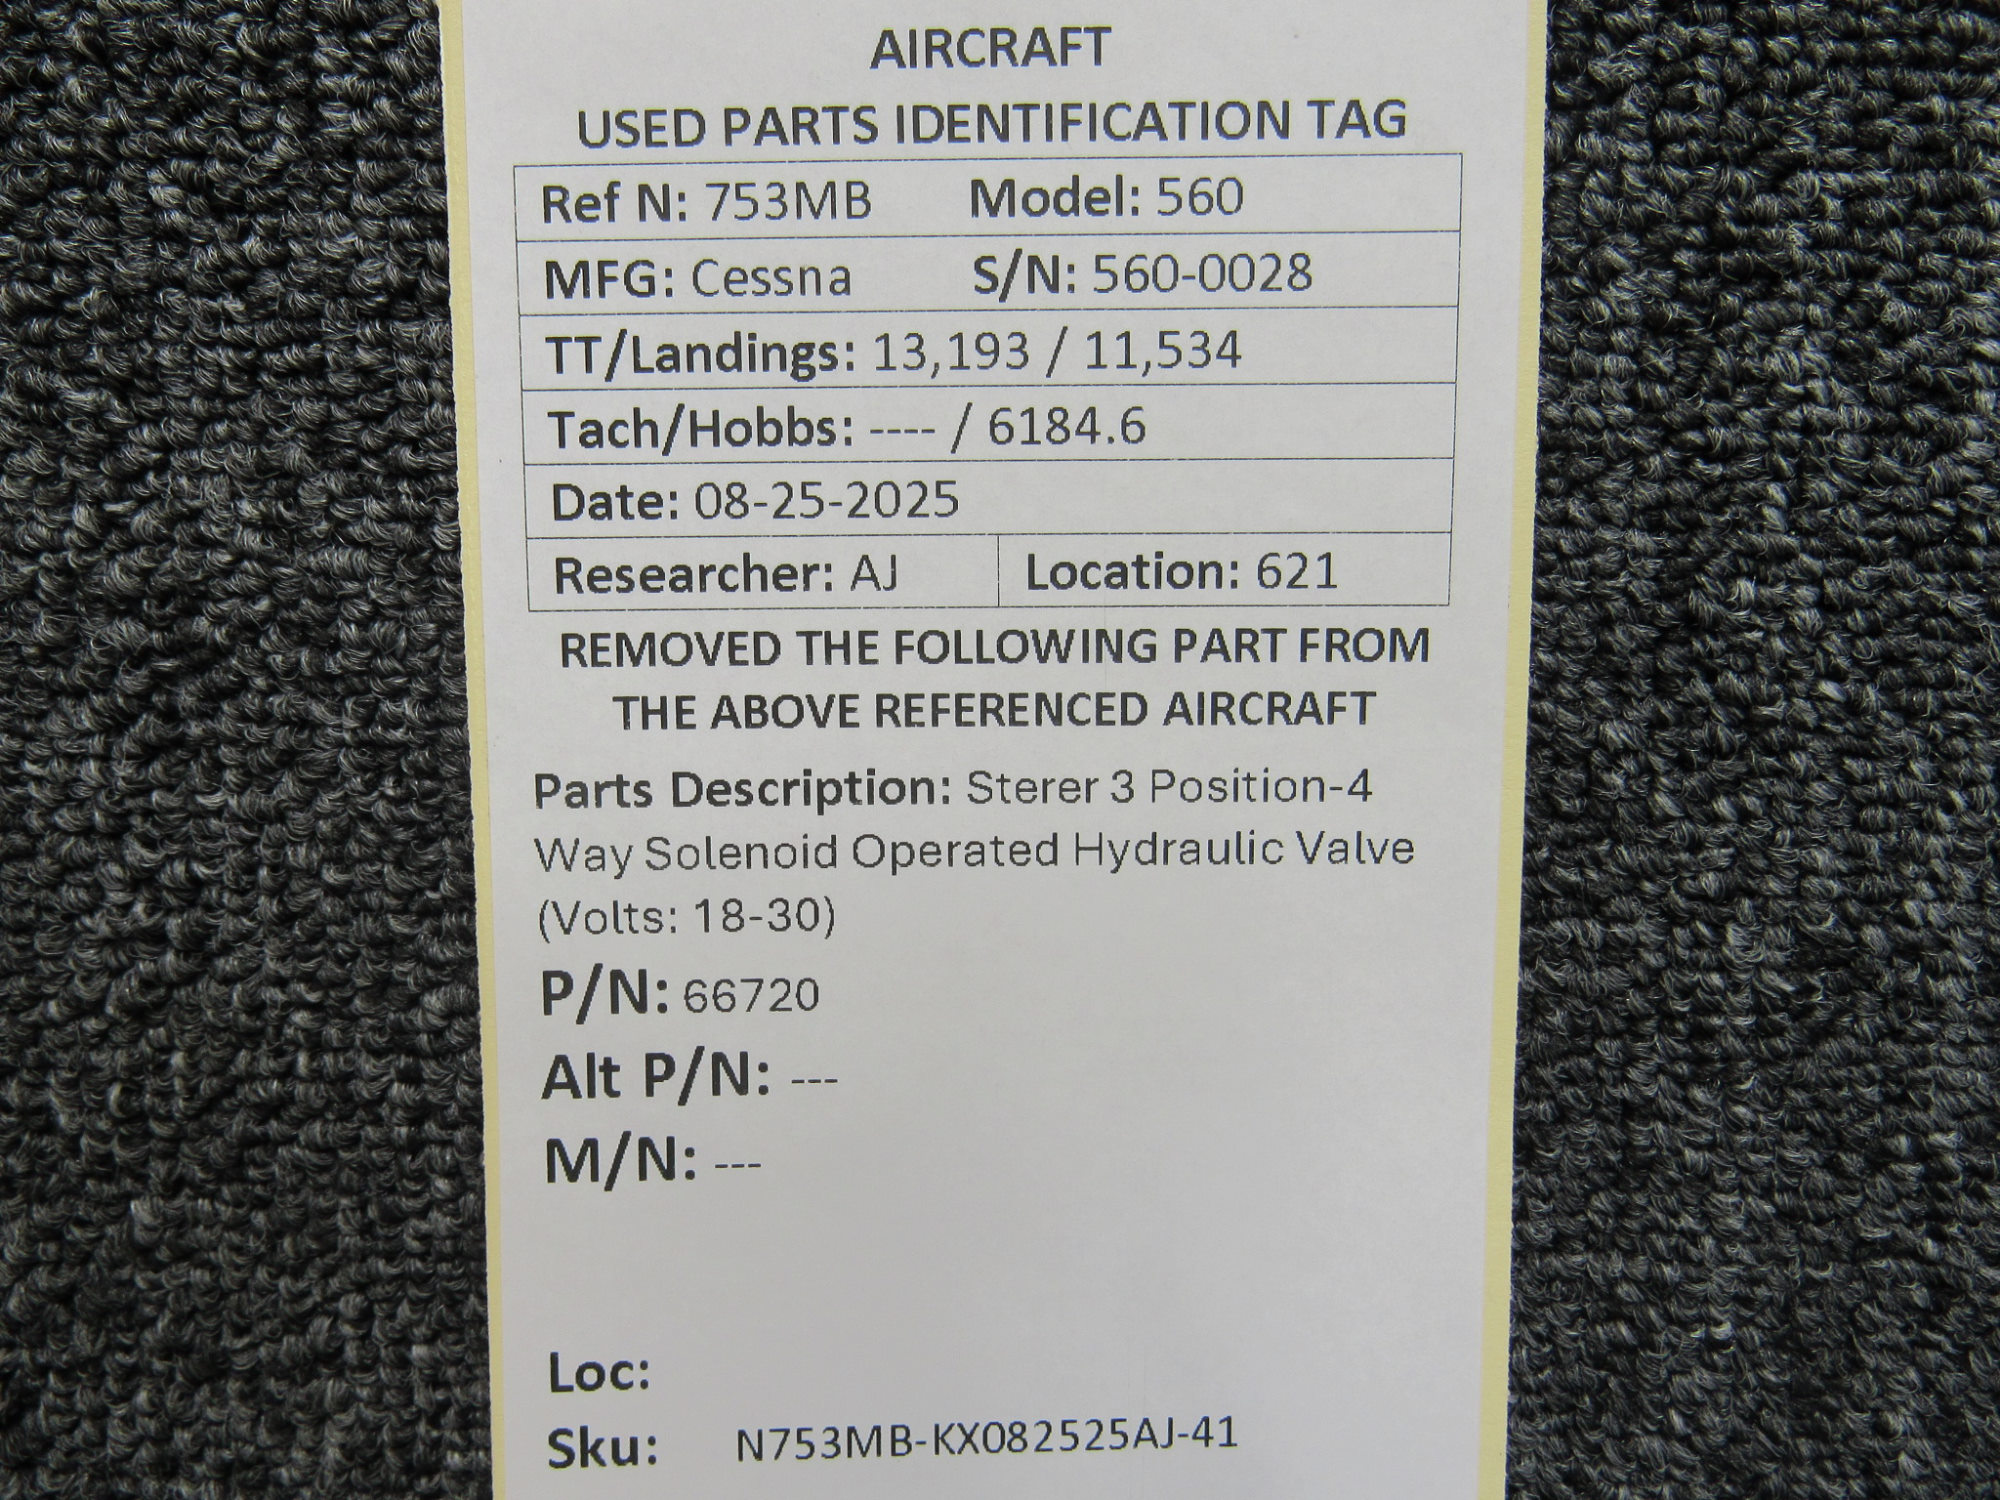 AIRCRAFT
USED PARTS IDENTIFICATION TAG
Ref N: 753MB Model: 560
MFG: Cessna S/N: 560-0028
TT/Landings: 13,193 / 11,534
Tach/Hobbs: ---- / 6184.6
Date: 08-25-2025
Researcher: AJ Location: 621
REMOVED THE FOLLOWING PART FROM
THE ABOVE REFERENCED AIRCRAFT
Parts Description: Sterer 3 Position-4
Way Solenoid Operated Hydraulic Valve
(Volts: 18-30)
P/N: 66720
Alt P/N: ---
M/N: ---
Loc:
Sku: N753MB-KX082525AJ-41